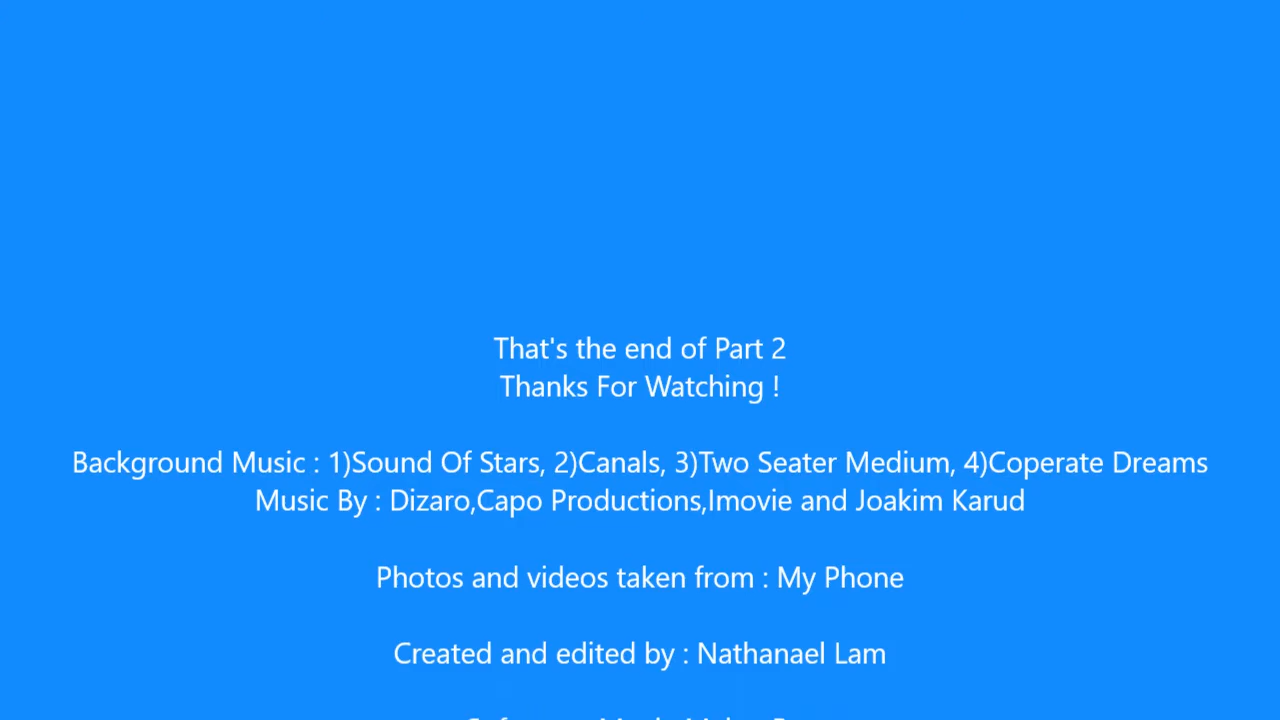 That's the end of Part 2
Thanks For Watching !
Background Music : 1)Sound Of Stars, 2)Canals, 3)Two Seater Medium, 4)Coperate Dreams
Music By : Dizaro,Capo Productions,Imovie and Joakim Karud
Photos and videos taken from : My Phone
Created and edited by : Nathanael Lam